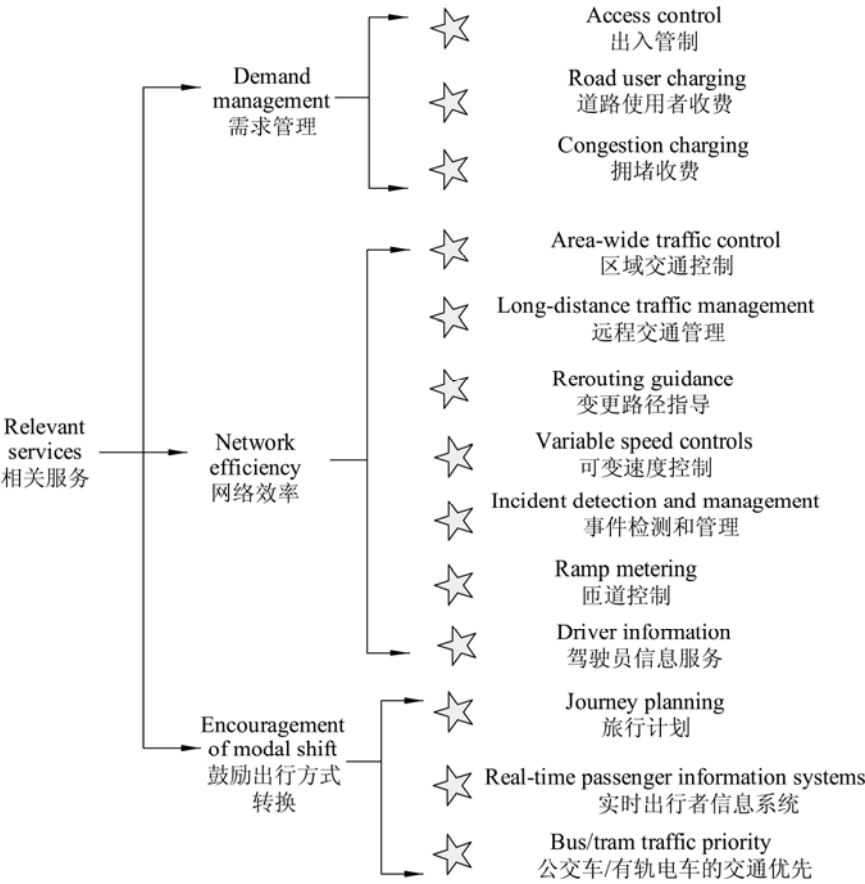 Relevant
services
相关服务
Demand
management
需求管理
Access control
出入管制
Road user charging
道路使用者收费
Congestion charging
拥堵收费
Network
efficiency
网络效率
Area-wide traffic control
区域交通控制
Long-distance traffic management
远程交通管理
Rerouting guidance
变更路径指导
Variable speed controls
可变速度控制
Incident detection and management
事件检测和管理
Ramp metering
匝道控制
Driver information
驾驶员信息服务
Encouragement
of modal shift
鼓励出行方式
转换
Journey planning
旅行计划
Real-time passenger information systems
实时出行者信息系统
Bus/tram traffic priority
公交车/有轨电车的交通优先